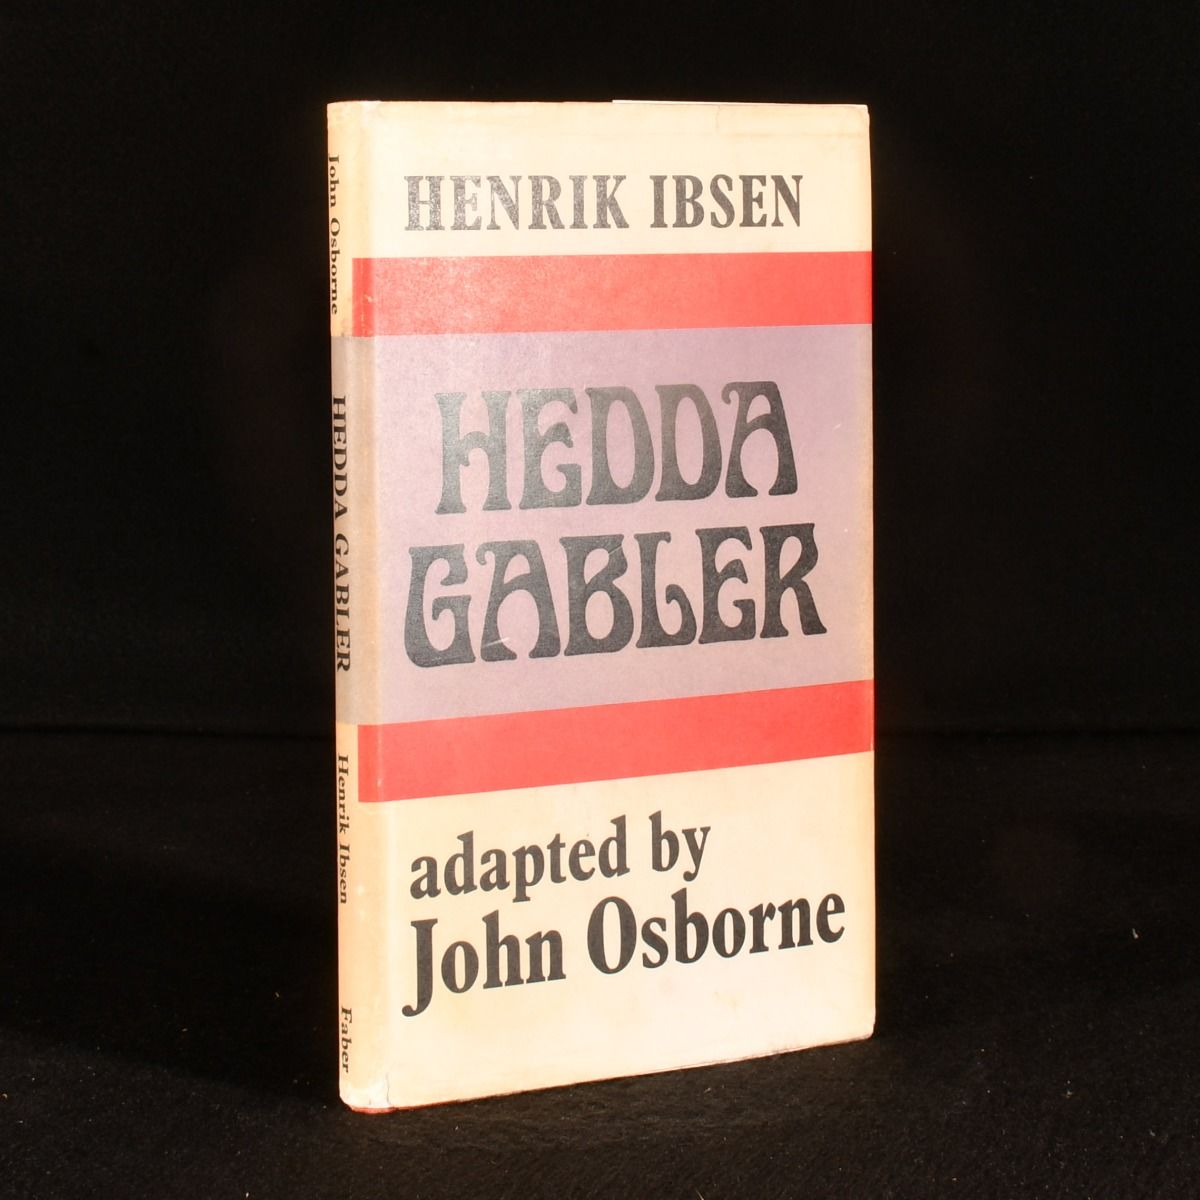 HENRIK IBSEN
HEDDA
GABLER
adapted by
John Osborne
John Osborne
HEDDA GABLER
Henrik Ibsen
Faber